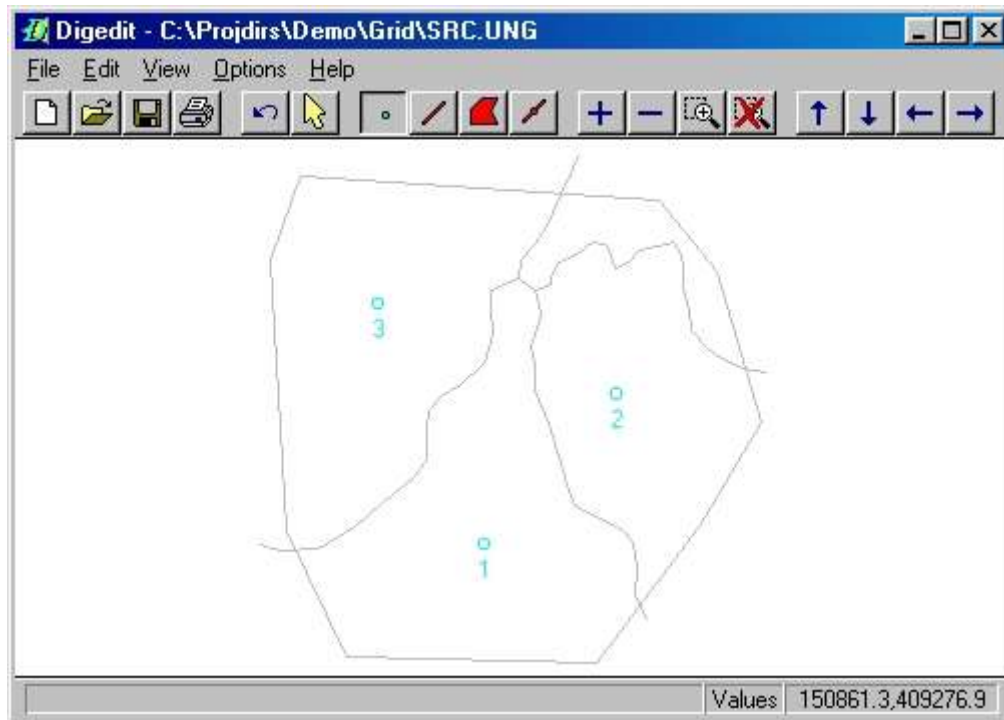 Digedit - C:\Projdirs\Demo\Grid\SRC.UNG
File Edit View Options Help
3
2
1
Values 150861.3,409276.9